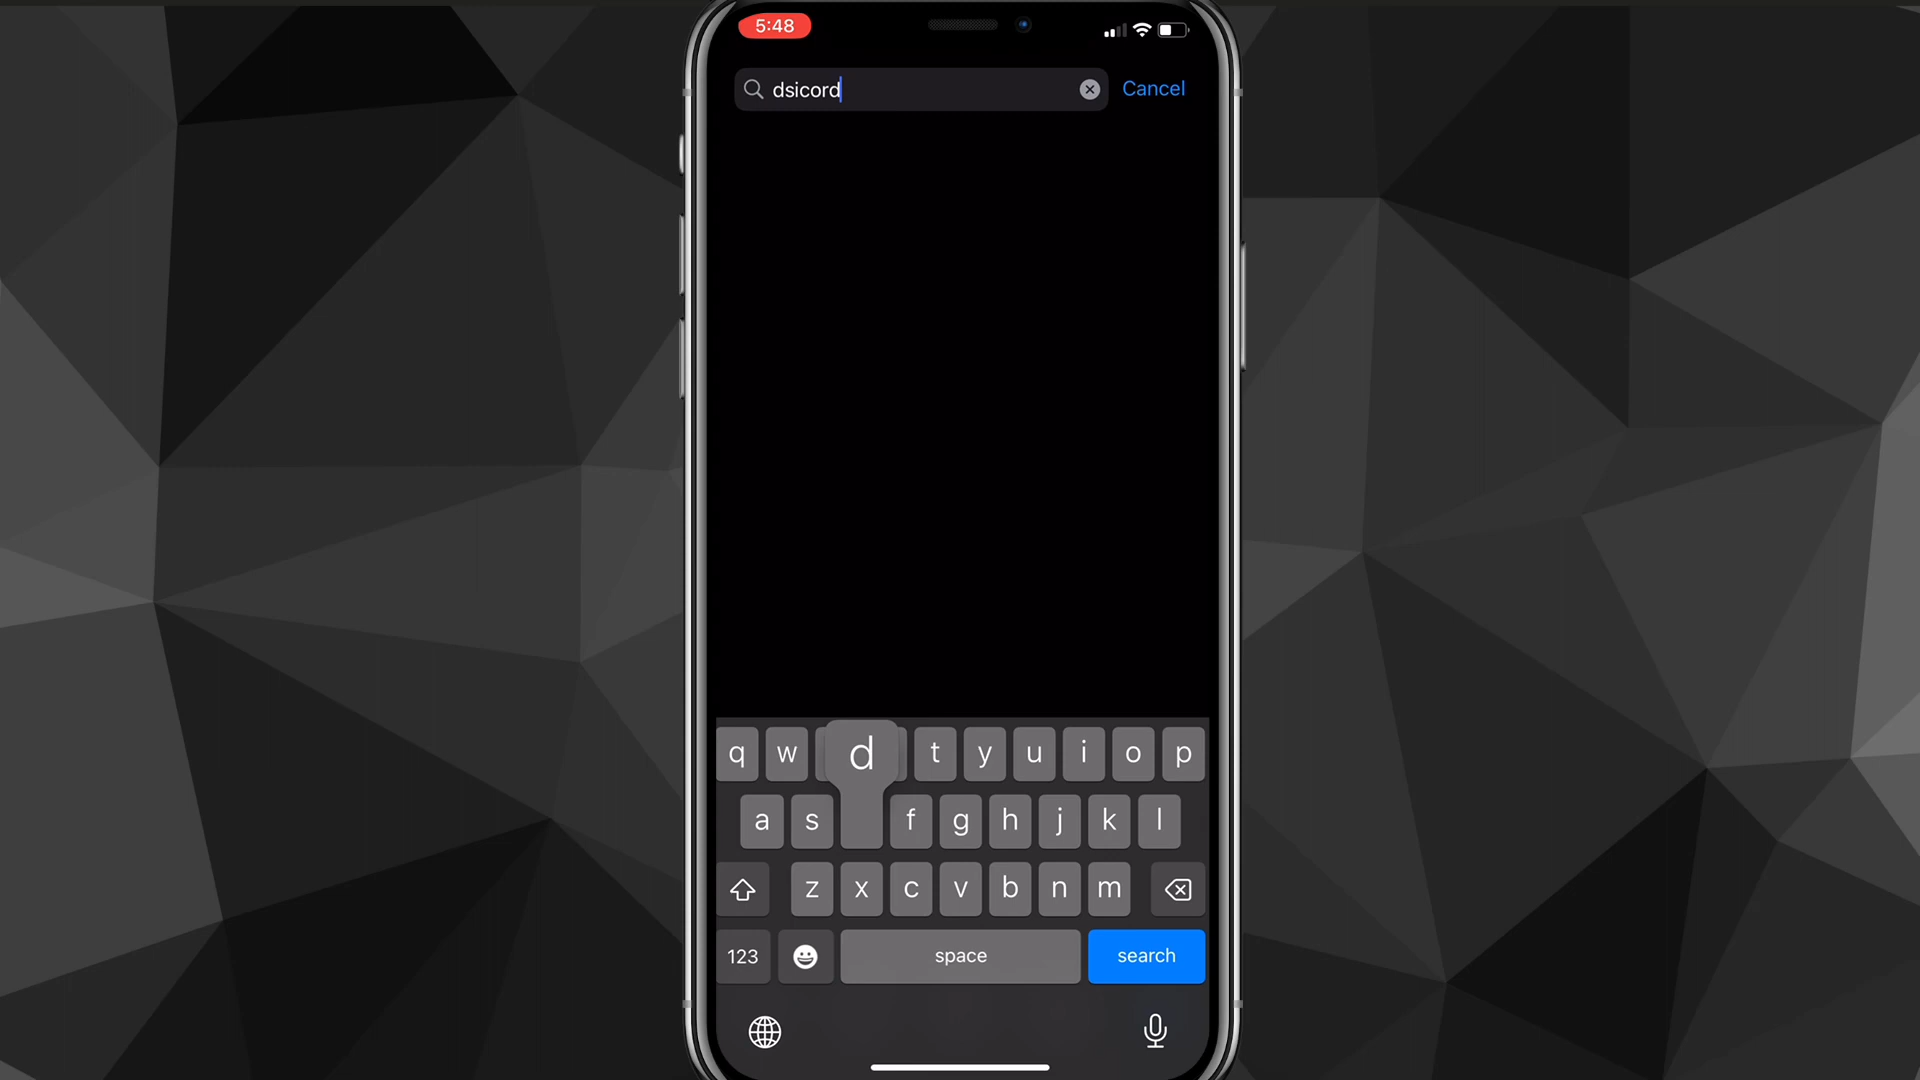 5:48
dsicord
Cancel
q w d t y u i o p
a s f g h j k l
z x c v b n m
123 space search